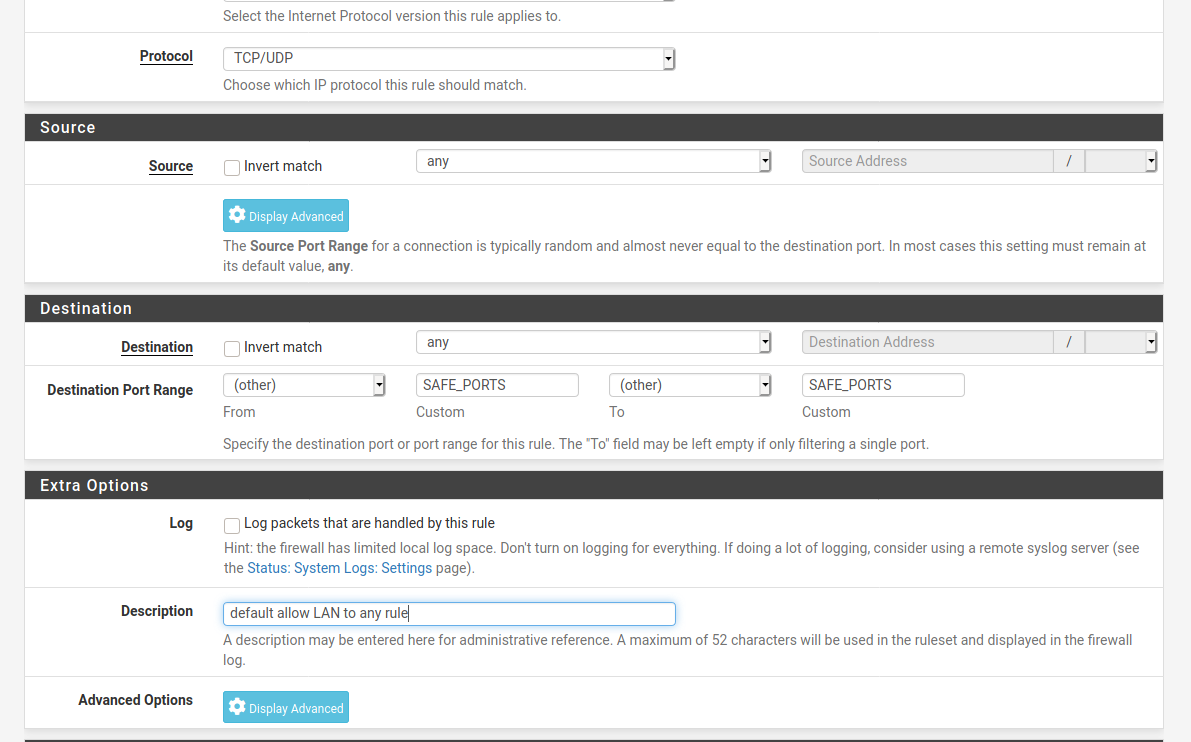 Select the Internet Protocol version this rule applies to.
Protocol TCP/UDP
Choose which IP protocol this rule should match.
Source
Source Invert match any Source Address /
Display Advanced
The Source Port Range for a connection is typically random and almost never equal to the destination port. In most cases this setting must remain at
its default value, any.
Destination
Destination Invert match any Destination Address /
Destination Port Range (other) SAFE_PORTS (other) SAFE_PORTS
From Custom To Custom
Specify the destination port or port range for this rule. The "To" field may be left empty if only filtering a single port.
Extra Options
Log Log packets that are handled by this rule
Hint: the firewall has limited local log space. Don't turn on logging for everything. If doing a lot of logging, consider using a remote syslog server (see
the Status: System Logs: Settings page).
Description default allow LAN to any rule
A description may be entered here for administrative reference. A maximum of 52 characters will be used in the ruleset and displayed in the firewall
log.
Advanced Options Display Advanced